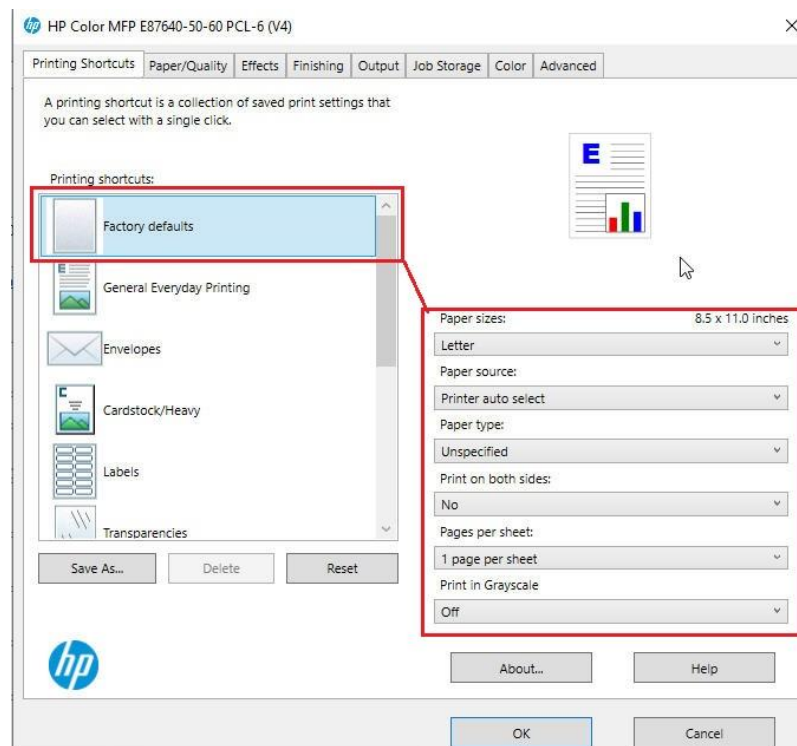 HP Color MFP E87640-50-60 PCL-6 (V4)
Printing Shortcuts Paper/Quality Effects Finishing Output Job Storage Color Advanced
A printing shortcut is a collection of saved print settings that
you can select with a single click.
E
Printing shortcuts:
Factory defaults
E
General Everyday Printing
Envelopes
C
Cardstock/Heavy
Labels
Transparencies
Save As... Delete Reset
Paper sizes: 8.5 x 11.0 inches
Letter
Paper source:
Printer auto select
Paper type:
Unspecified
Print on both sides:
No
Pages per sheet:
1 page per sheet
Print in Grayscale
Off
hp
About... Help
OK Cancel